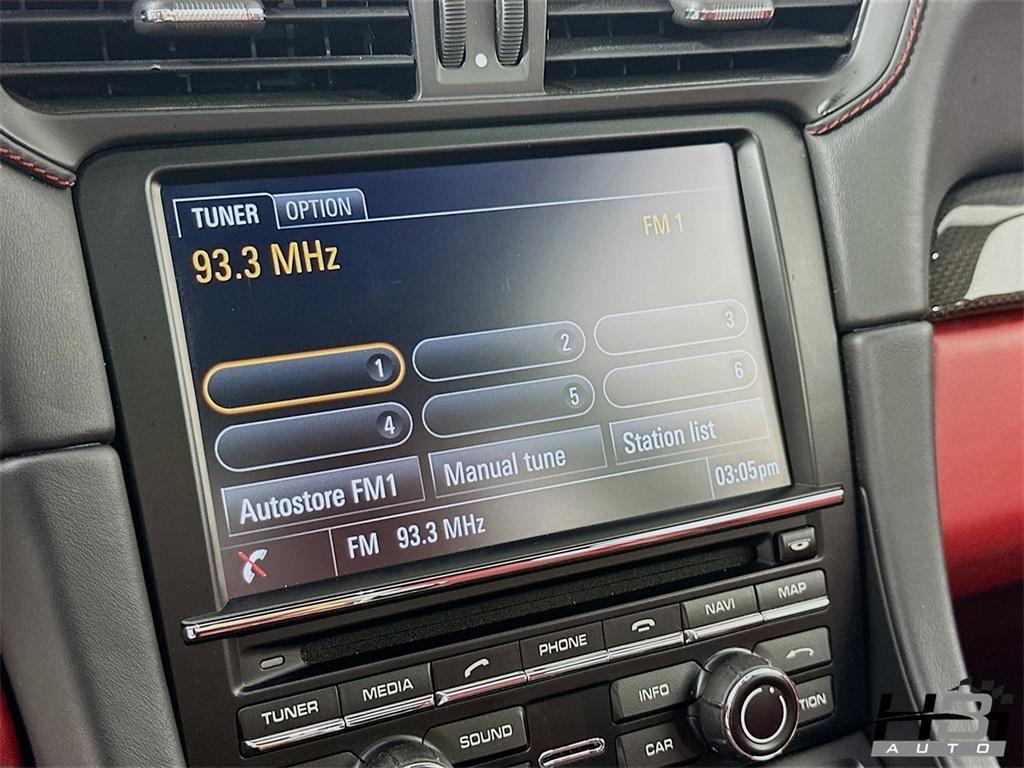 TUNER OPTION
93.3 MHz
FM 1
1 2 3
4 5 6
Autostore FM1 Manual tune Station list
FM 93.3 MHz 03:05pm
TUNER MEDIA PHONE NAVI MAP
SOUND INFO
CAR TION
AUTO